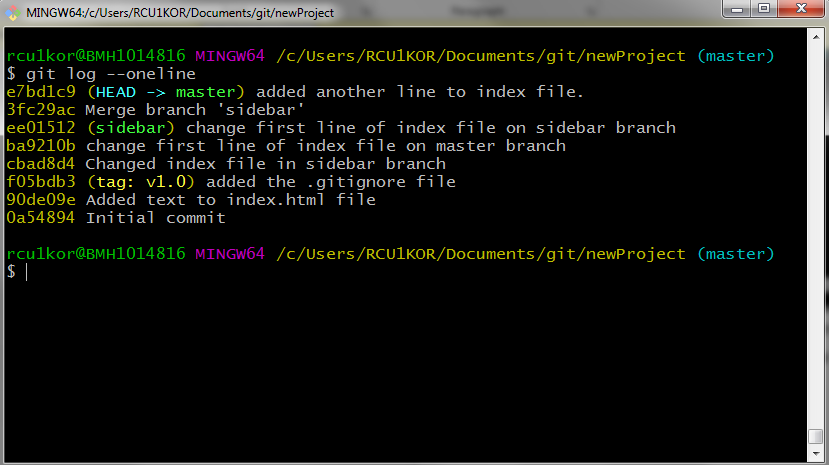 MINGW64:/c/Users/RCU1KOR/Documents/git/newProject
rcu1kor@BMH1014816 MINGW64 /c/Users/RCU1KOR/Documents/git/newProject (master)
$ git log --oneline
e7bd1c9 (HEAD -> master) added another line to index file.
3fc29ac Merge branch 'sidebar'
ee01512 (sidebar) change first line of index file on sidebar branch
ba9210b change first line of index file on master branch
cbad8d4 Changed index file in sidebar branch
f05bdb3 (tag: v1.0) added the .gitignore file
90de09e Added text to index.html file
0a54894 Initial commit
rcu1kor@BMH1014816 MINGW64 /c/Users/RCU1KOR/Documents/git/newProject (master)
$